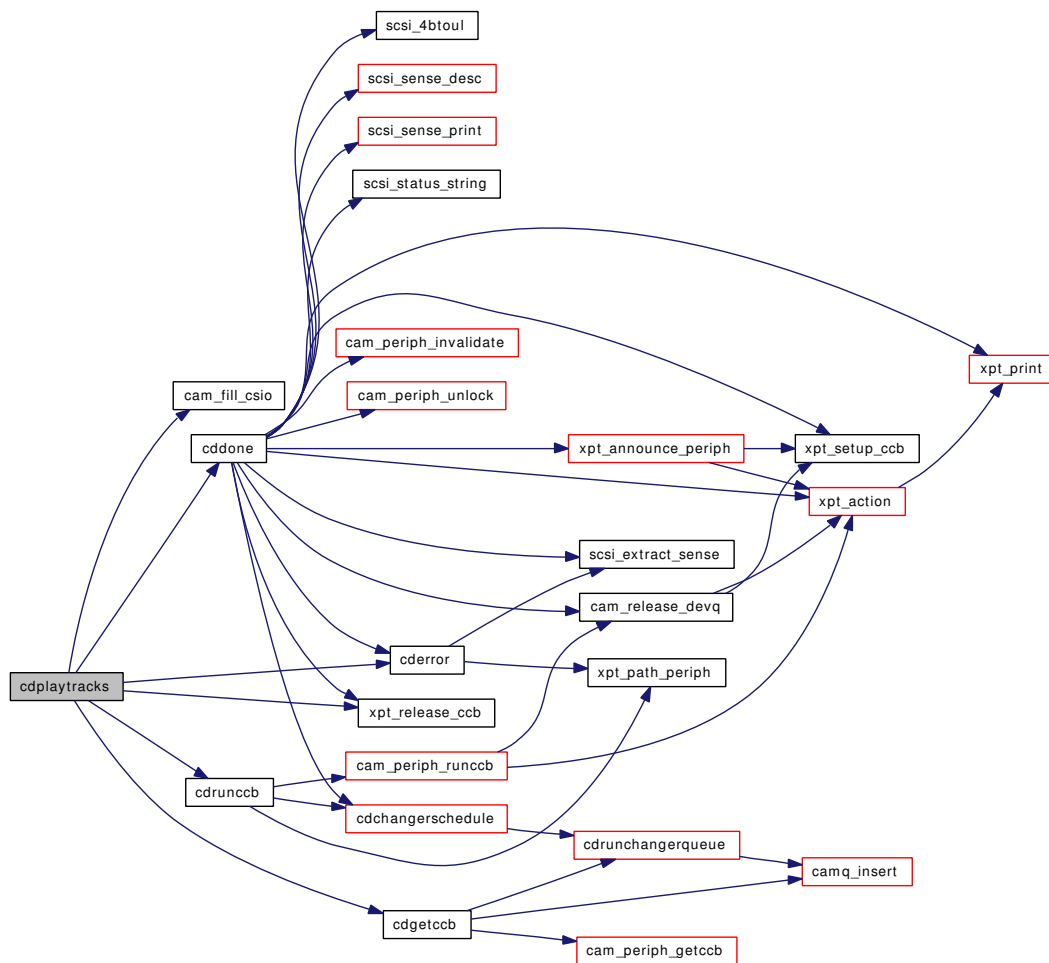 scsi_4btoul
scsi_sense_desc
scsi_sense_print
scsi_status_string
cam_periph_invalidate
xpt_print
cam_fill_csio
cam_periph_unlock
cddone
xpt_announce_periph
xpt_setup_ccb
xpt_action
scsi_extract_sense
cam_release_devq
cderror
xpt_path_periph
cdplaytracks
xpt_release_ccb
cam_periph_runccb
cdrunccb
cdchangerschedule
cdrunchangerqueue
camq_insert
cdgetccb
cam_periph_getccb